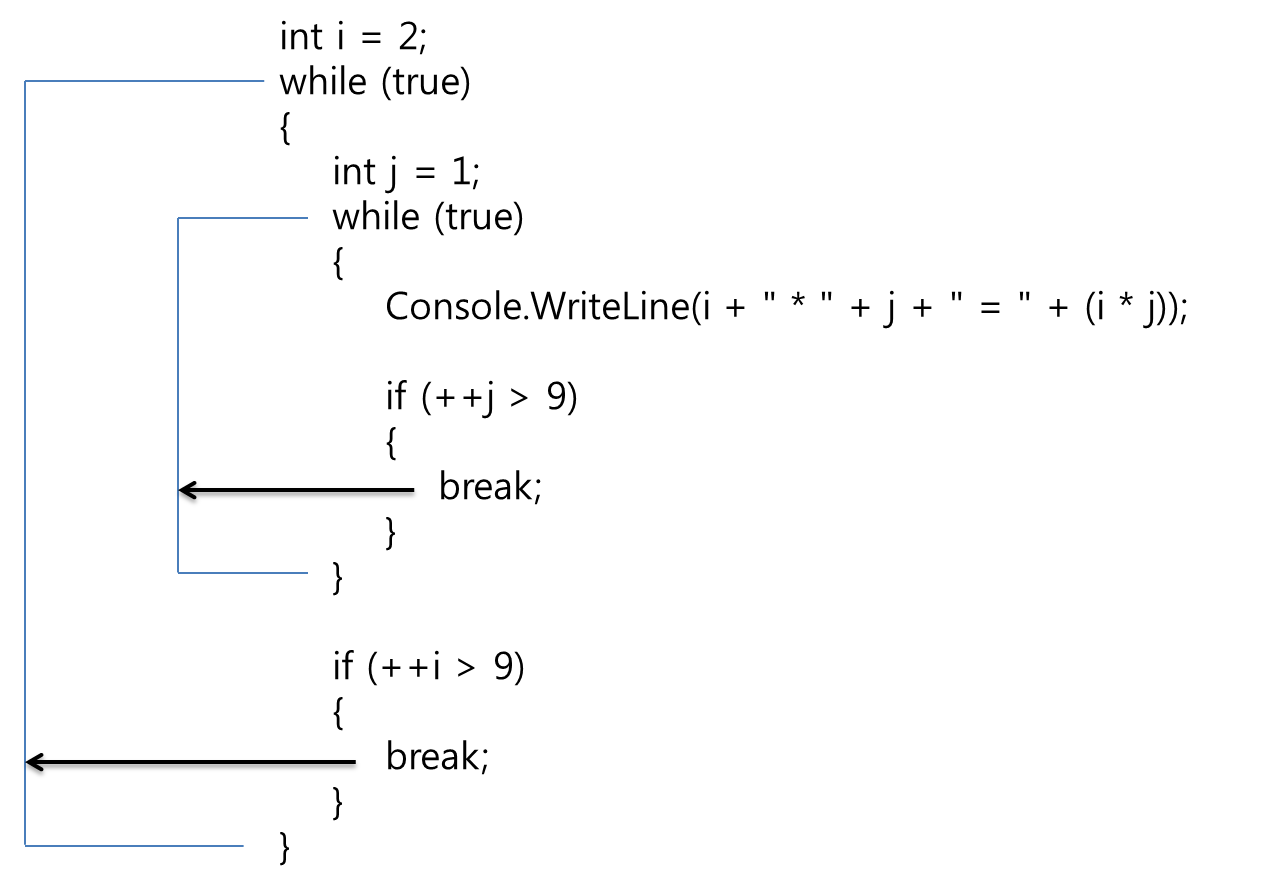 int i = 2;
while (true)
{
int j = 1;
while (true)
{
Console.WriteLine(i + " * " + j + " = " + (i * j));
if (++j > 9)
{
break;
}
}
if (++i > 9)
{
break;
}
}